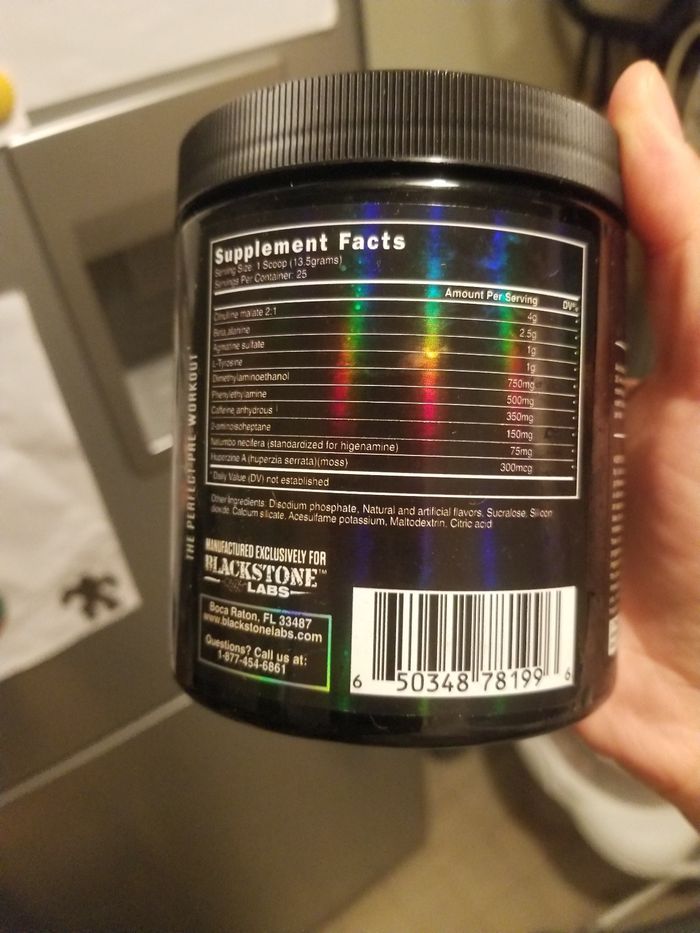 Supplement Facts
Serving Size: 1 Scoop (13.5grams)
Servings Per Container: 25
Amount Per Serving DV*
Citrulline malate 2:1 4g *
Beta alanine 2.5g *
Agmatine sulfate 1g *
L-Tyrosine 1g *
Dimethylaminoethanol 750mg *
Phenylethylamine 500mg *
Caffeine anhydrous 350mg *
2-aminoisoheptane 150mg *
Nelumbo necifera (standardized for higenamine) 75mg *
Huperzine A (huperzia serrata)(moss) 300mcg *
* Daily Value (DV) not established
Other Ingredients: Disodium phosphate, Natural and artificial flavors, Sucralose, Silicon
dioxide, Calcium silicate, Acesulfame potassium, Maltodextrin, Citric acid
THE PERFECT PRE-WORKOUT
MANUFACTURED EXCLUSIVELY FOR
BLACKSTONE™
LABS
Boca Raton, FL 33487
www.blackstonelabs.com
Questions? Call us at:
1-877-454-6861
6 50348 78199 6